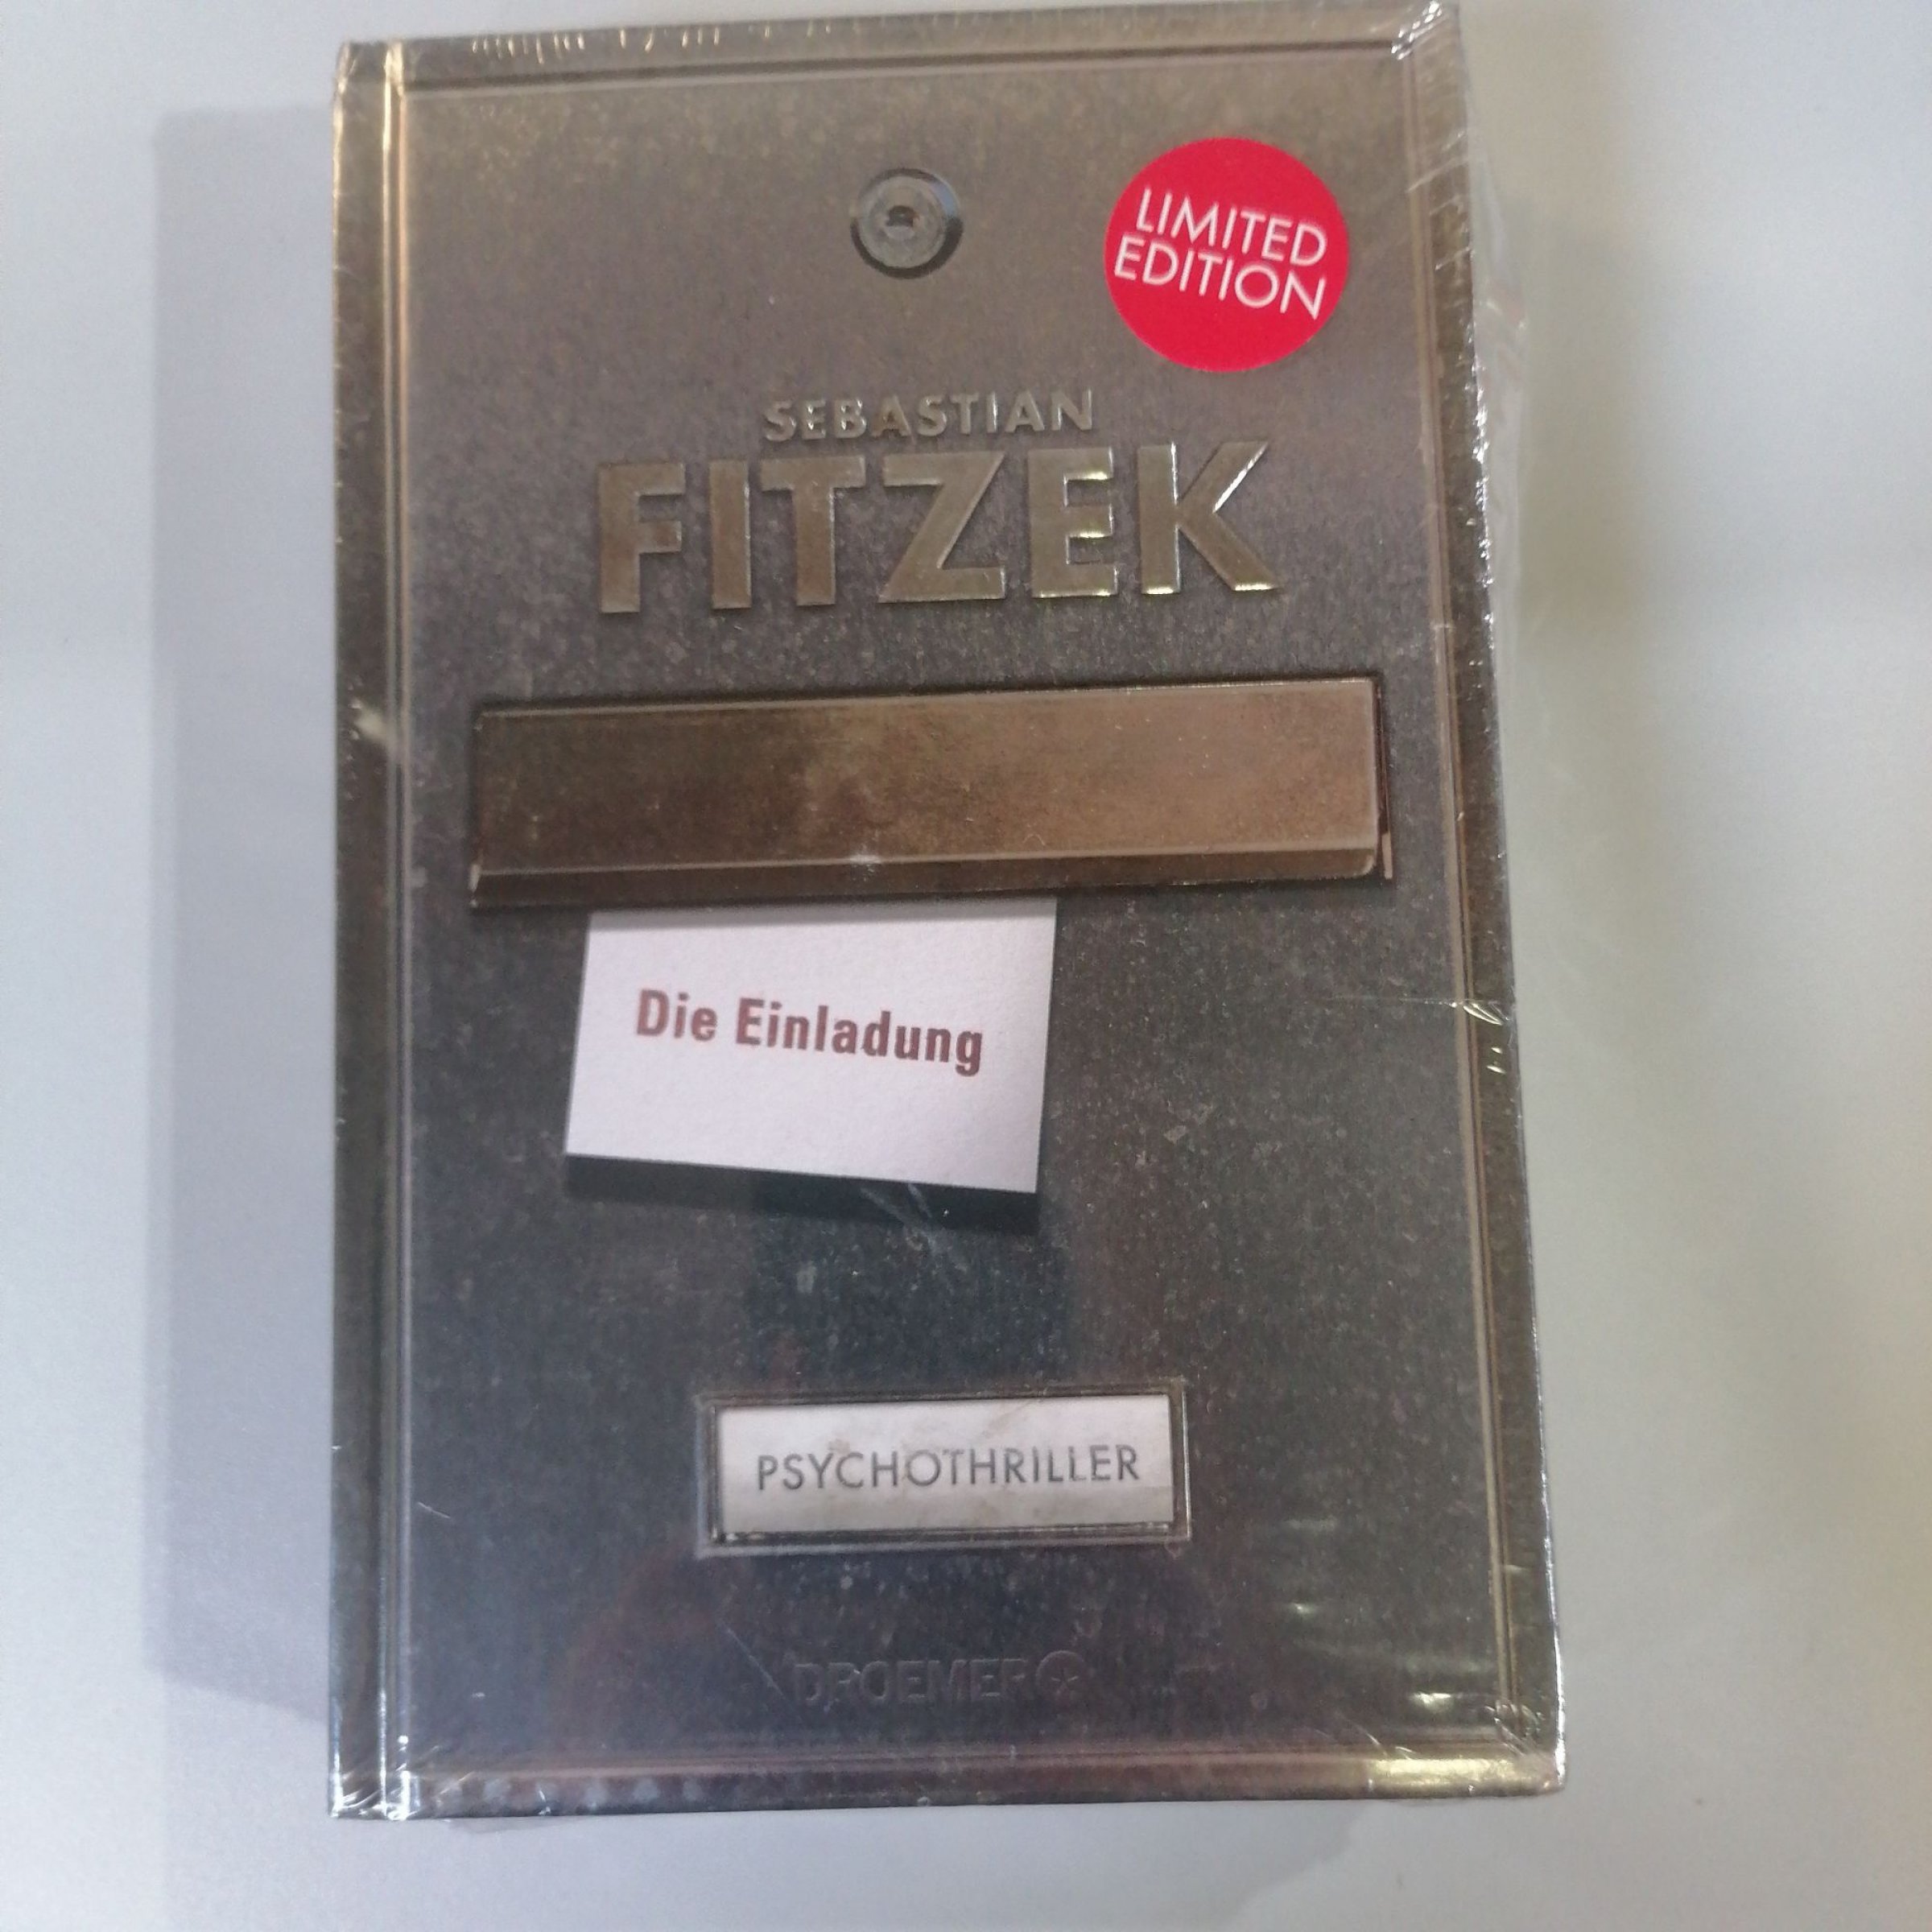 LIMITED
EDITION
SEBASTIAN
FITZEK
Die Einladung
PSYCHOTHRILLER
DROEMER